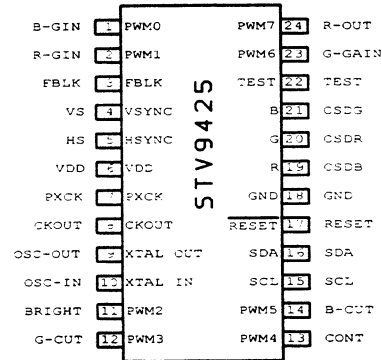 B-GIN 1 PWM0 PWM7 24 R-OUT
R-GIN 2 PWM1 PWM6 23 G-GAIN
FBLK 3 FBLK TEST 22 TEST
VS 4 VSYNC B 21 CSDG
HS 5 HSYNC G 20 CSDR
VDD 6 VDD R 19 CSDB
PXCK 7 PXCK GND 18 GND
CKOUT 8 CKOUT RESET 17 RESET
OSC-OUT 9 XTAL OUT SDA 16 SDA
OSC-IN 10 XTAL IN SCL 15 SCL
BRIGHT 11 PWM2 PWM5 14 B-CUT
G-CUT 12 PWM3 PWM4 13 CONT
STV9425